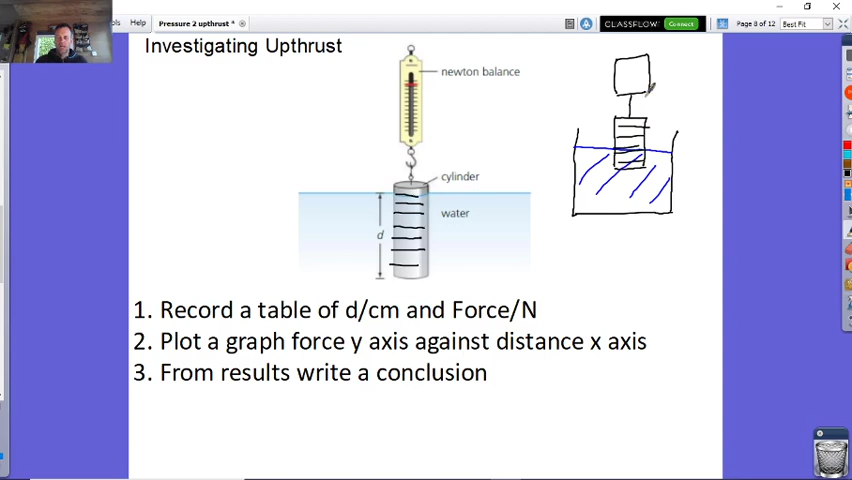 Pressure 2 upthrust *
Help
CLASSFLOW
Connect
Page 8 of 12
Best Fit
Investigating Upthrust
newton balance
cylinder
water
d
1. Record a table of d/cm and Force/N
2. Plot a graph force y axis against distance x axis
3. From results write a conclusion